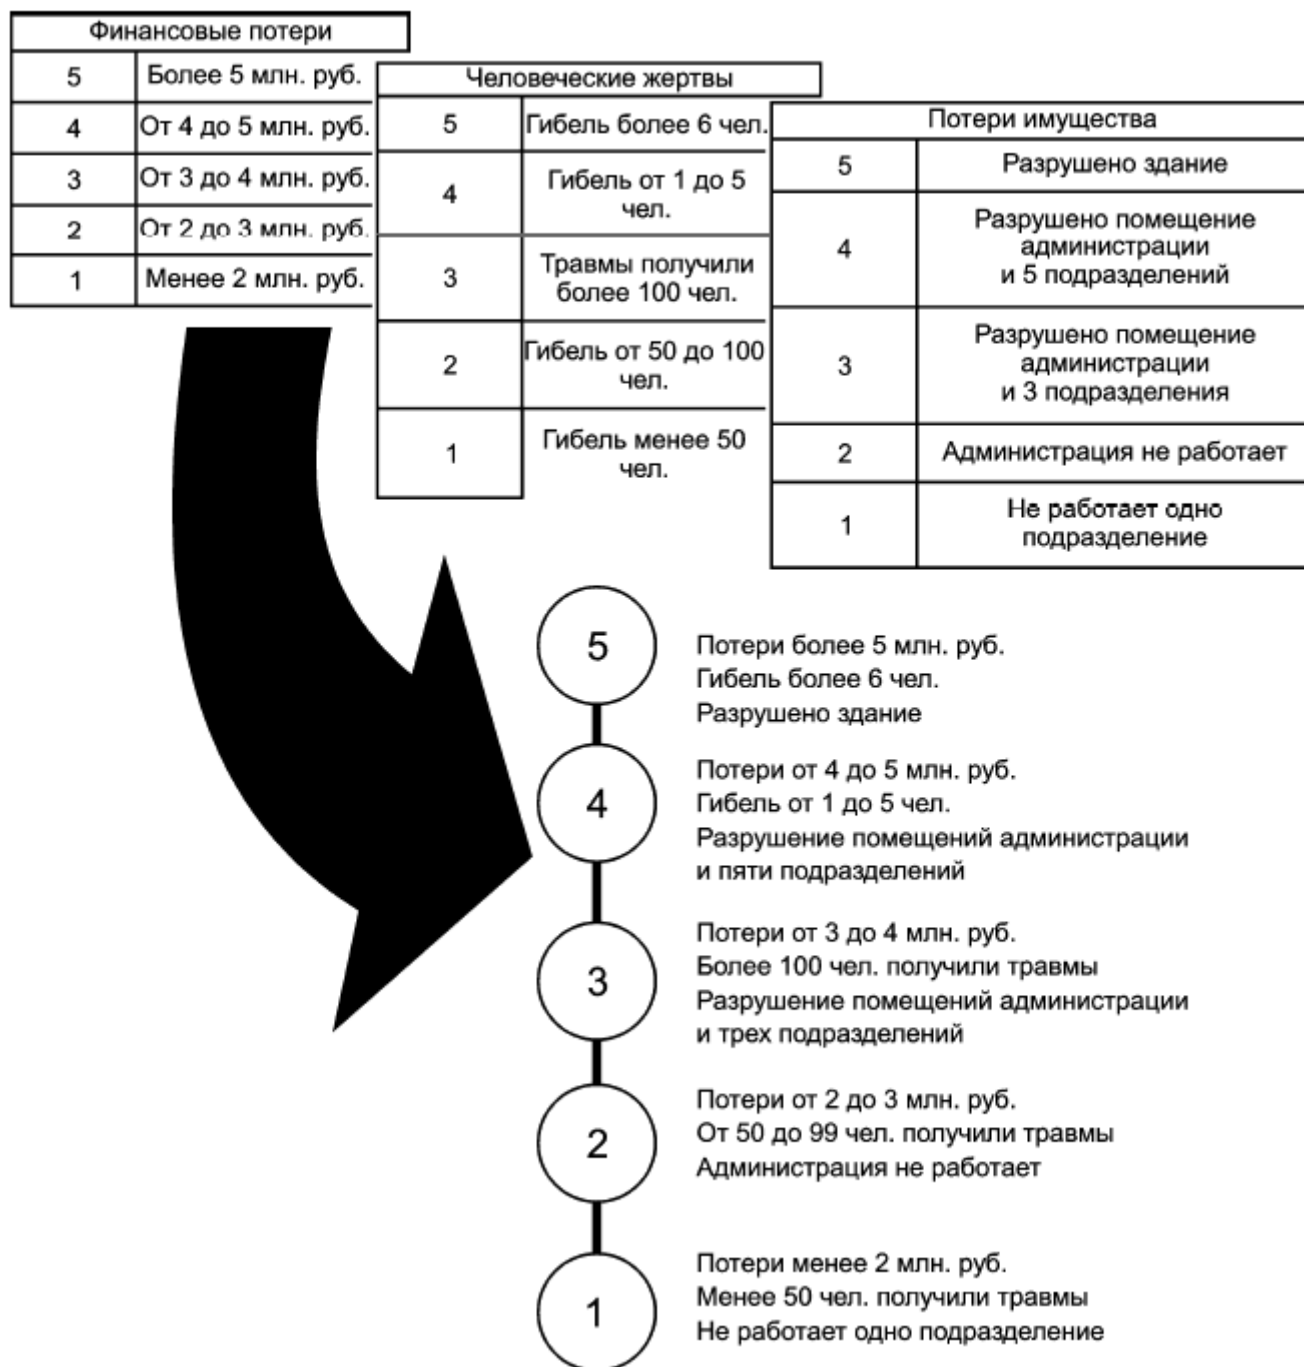 Финансовые потери
5 Более 5 млн. руб.
4 От 4 до 5 млн. руб.
3 От 3 до 4 млн. руб.
2 От 2 до 3 млн. руб.
1 Менее 2 млн. руб.
Человеческие жертвы
5 Гибель более 6 чел.
4 Гибель от 1 до 5
чел.
3 Травмы получили
более 100 чел.
2 Гибель от 50 до 100
чел.
1 Гибель менее 50
чел.
Потери имущества
5 Разрушено здание
4 Разрушено помещение
администрации
и 5 подразделений
3 Разрушено помещение
администрации
и 3 подразделения
2 Администрация не работает
1 Не работает одно
подразделение
5
Потери более 5 млн. руб.
Гибель более 6 чел.
Разрушено здание
4
Потери от 4 до 5 млн. руб.
Гибель от 1 до 5 чел.
Разрушение помещений администрации
и пяти подразделений
3
Потери от 3 до 4 млн. руб.
Более 100 чел. получили травмы
Разрушение помещений администрации
и трех подразделений
2
Потери от 2 до 3 млн. руб.
От 50 до 99 чел. получили травмы
Администрация не работает
1
Потери менее 2 млн. руб.
Менее 50 чел. получили травмы
Не работает одно подразделение